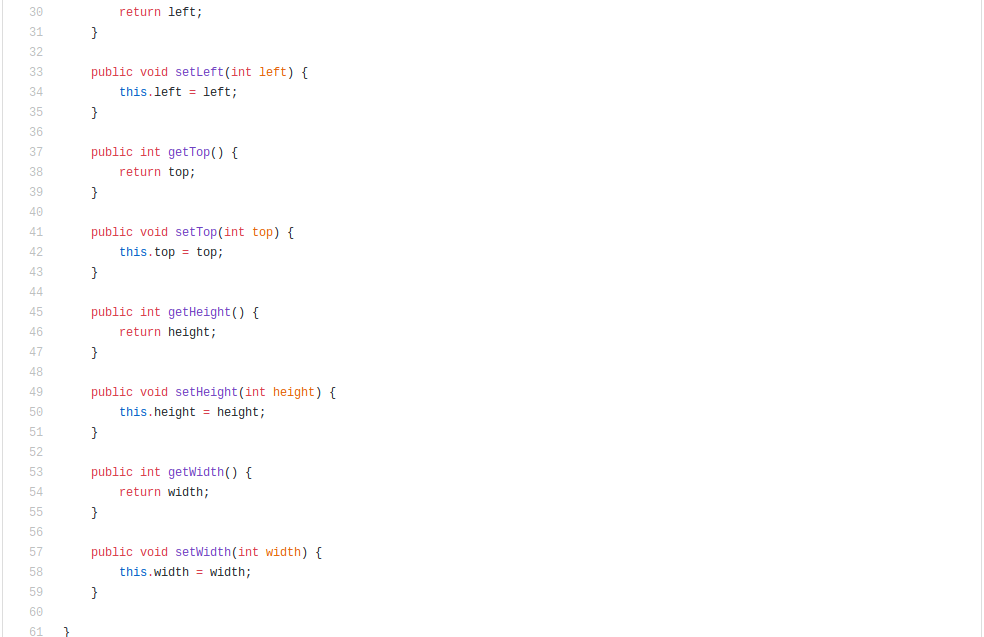 30 return left;
31 }
32
33 public void setLeft(int left) {
34 this.left = left;
35 }
36
37 public int getTop() {
38 return top;
39 }
40
41 public void setTop(int top) {
42 this.top = top;
43 }
44
45 public int getHeight() {
46 return height;
47 }
48
49 public void setHeight(int height) {
50 this.height = height;
51 }
52
53 public int getWidth() {
54 return width;
55 }
56
57 public void setWidth(int width) {
58 this.width = width;
59 }
60
61 }